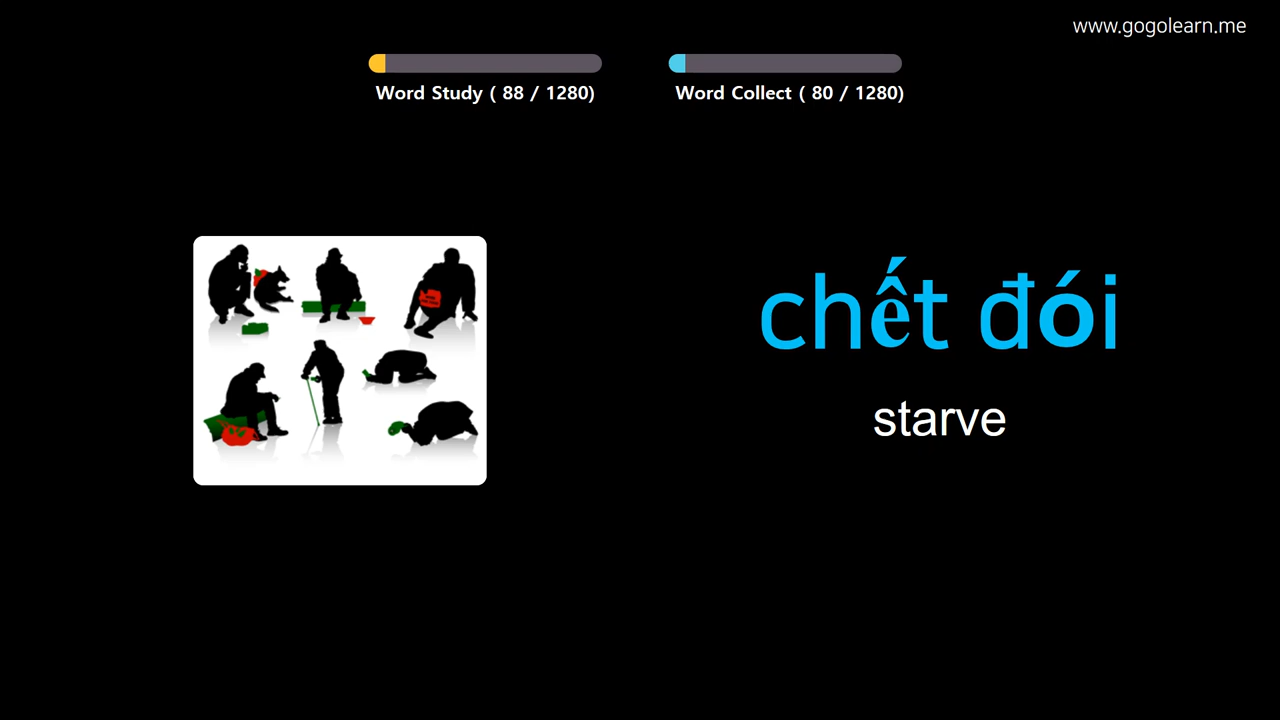 www.gogolearn.me
Word Study ( 88 / 1280)
Word Collect ( 80 / 1280)
chết đói
starve